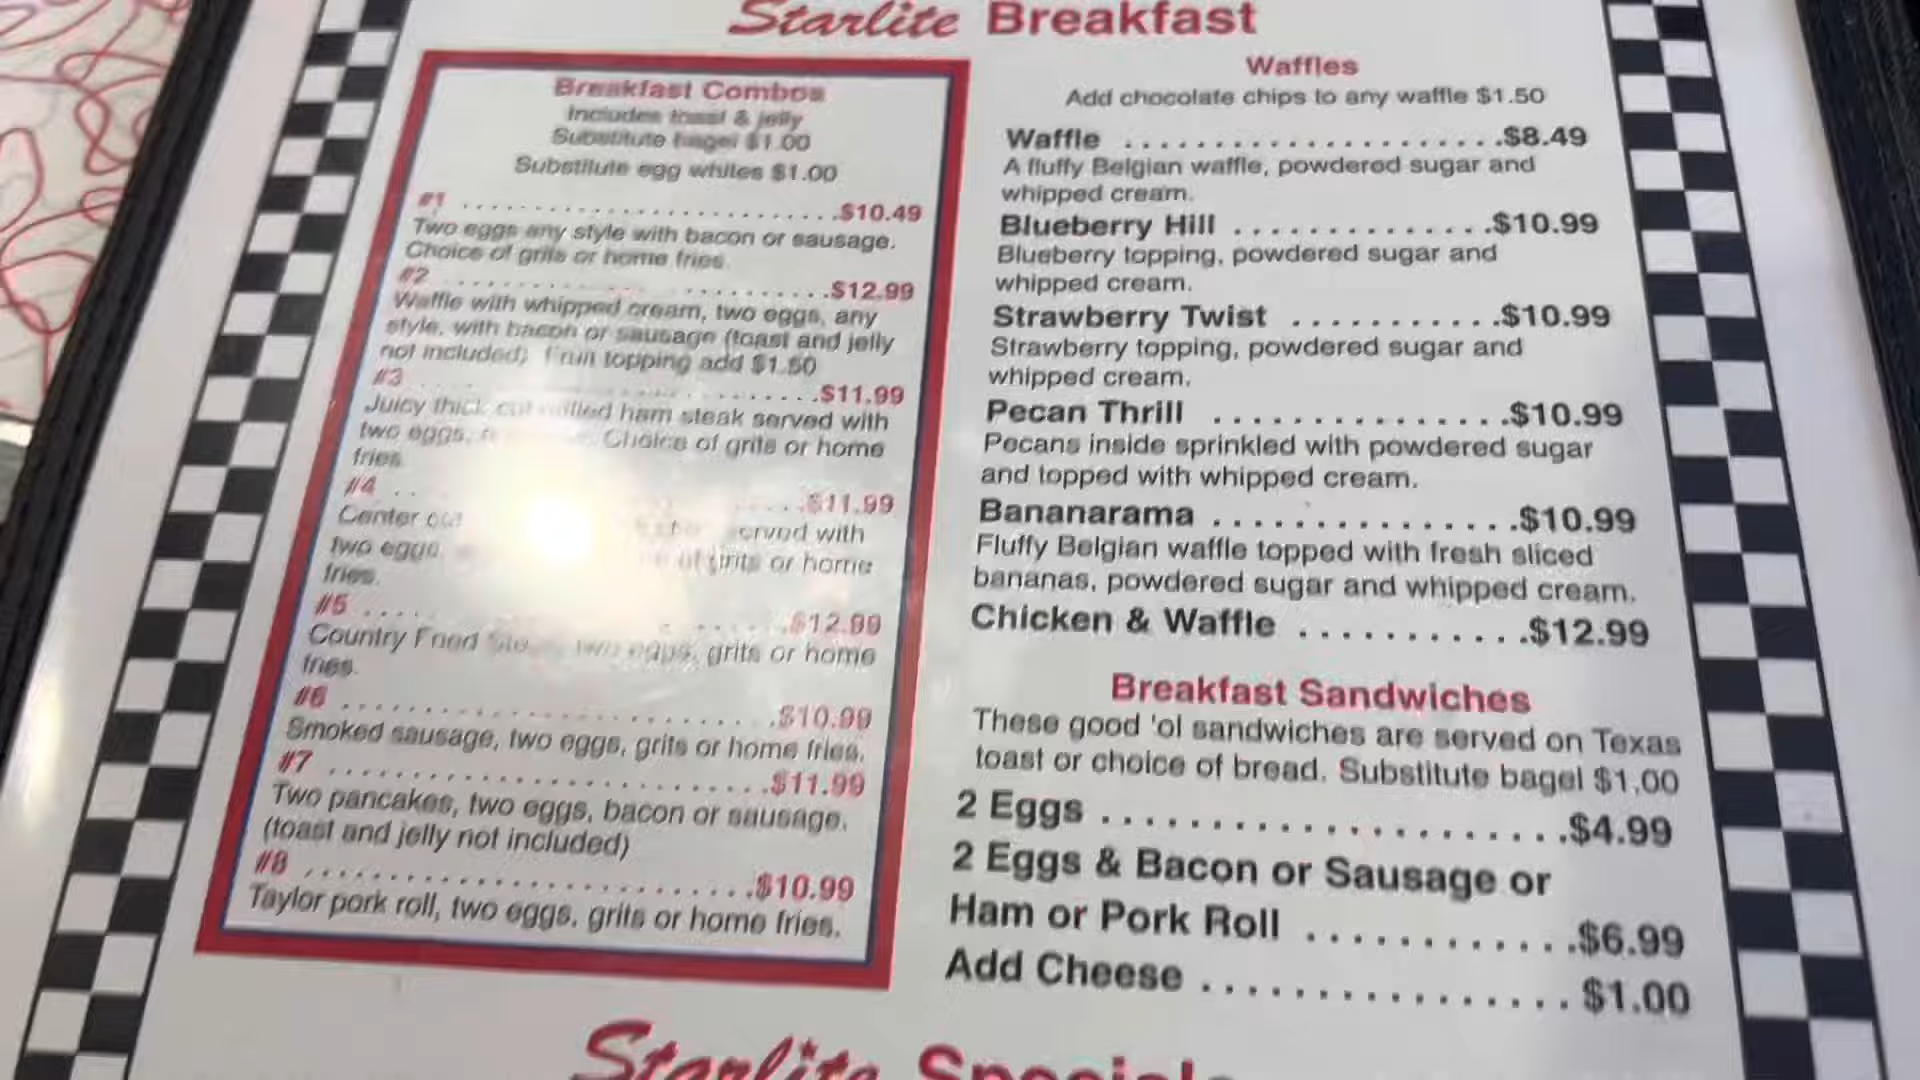 Starlite Breakfast
Breakfast Combos
Includes toast & jelly
Substitute bagel $1.00
Substitute egg whites $1.00
#1 ..........................$10.49
Two eggs any style with bacon or sausage.
Choice of grits or home fries.
#2 ..........................$12.99
Waffle with whipped cream, two eggs, any
style, with bacon or sausage (toast and jelly
not included) Fruit topping add $1.50
#3 ..........................$11.99
Juicy thick cut ham steak served with
two eggs, Choice of grits or home
fries.
#4 ..........................$11.99
Center cut served with
two eggs of grits or home
fries.
#5 ..........................$12.99
Country Fried two eggs, grits or home
fries.
#6 ..........................$10.99
Smoked sausage, two eggs, grits or home fries.
#7 ..........................$11.99
Two pancakes, two eggs, bacon or sausage.
(toast and jelly not included)
#8 ..........................$10.99
Taylor pork roll, two eggs, grits or home fries.
Waffles
Add chocolate chips to any waffle $1.50
Waffle ....................$8.49
A fluffy Belgian waffle, powdered sugar and
whipped cream.
Blueberry Hill ..............$10.99
Blueberry topping, powdered sugar and
whipped cream.
Strawberry Twist ...........$10.99
Strawberry topping, powdered sugar and
whipped cream.
Pecan Thrill ...............$10.99
Pecans inside sprinkled with powdered sugar
and topped with whipped cream.
Bananarama ...............$10.99
Fluffy Belgian waffle topped with fresh sliced
bananas, powdered sugar and whipped cream.
Chicken & Waffle ...........$12.99
Breakfast Sandwiches
These good 'ol sandwiches are served on Texas
toast or choice of bread. Substitute bagel $1.00
2 Eggs .....................$4.99
2 Eggs & Bacon or Sausage or
Ham or Pork Roll ............$6.99
Add Cheese .................$1.00
Starlite Specials